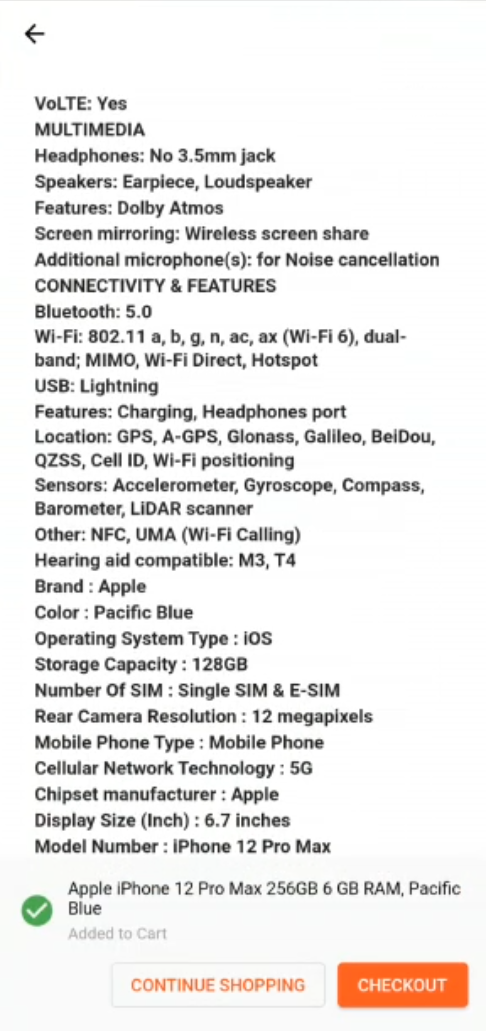 VoLTE: Yes
MULTIMEDIA
Headphones: No 3.5mm jack
Speakers: Earpiece, Loudspeaker
Features: Dolby Atmos
Screen mirroring: Wireless screen share
Additional microphone(s): for Noise cancellation
CONNECTIVITY & FEATURES
Bluetooth: 5.0
Wi-Fi: 802.11 a, b, g, n, ac, ax (Wi-Fi 6), dual-
band; MIMO, Wi-Fi Direct, Hotspot
USB: Lightning
Features: Charging, Headphones port
Location: GPS, A-GPS, Glonass, Galileo, BeiDou,
QZSS, Cell ID, Wi-Fi positioning
Sensors: Accelerometer, Gyroscope, Compass,
Barometer, LiDAR scanner
Other: NFC, UMA (Wi-Fi Calling)
Hearing aid compatible: M3, T4
Brand : Apple
Color : Pacific Blue
Operating System Type : iOS
Storage Capacity : 128GB
Number Of SIM : Single SIM & E-SIM
Rear Camera Resolution : 12 megapixels
Mobile Phone Type : Mobile Phone
Cellular Network Technology : 5G
Chipset manufacturer : Apple
Display Size (Inch) : 6.7 inches
Model Number : iPhone 12 Pro Max
Apple iPhone 12 Pro Max 256GB 6 GB RAM, Pacific
Blue
Added to Cart
CONTINUE SHOPPING
CHECKOUT